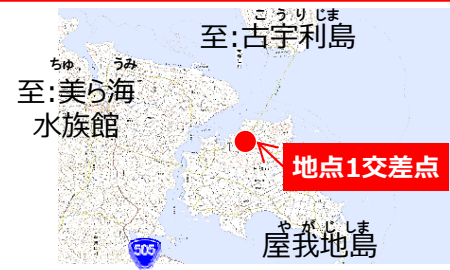 こうりじま
至:古宇利島
ちゅ うみ
至:美ら海
水族館
地点1交差点
やがじしま
屋我地島
505